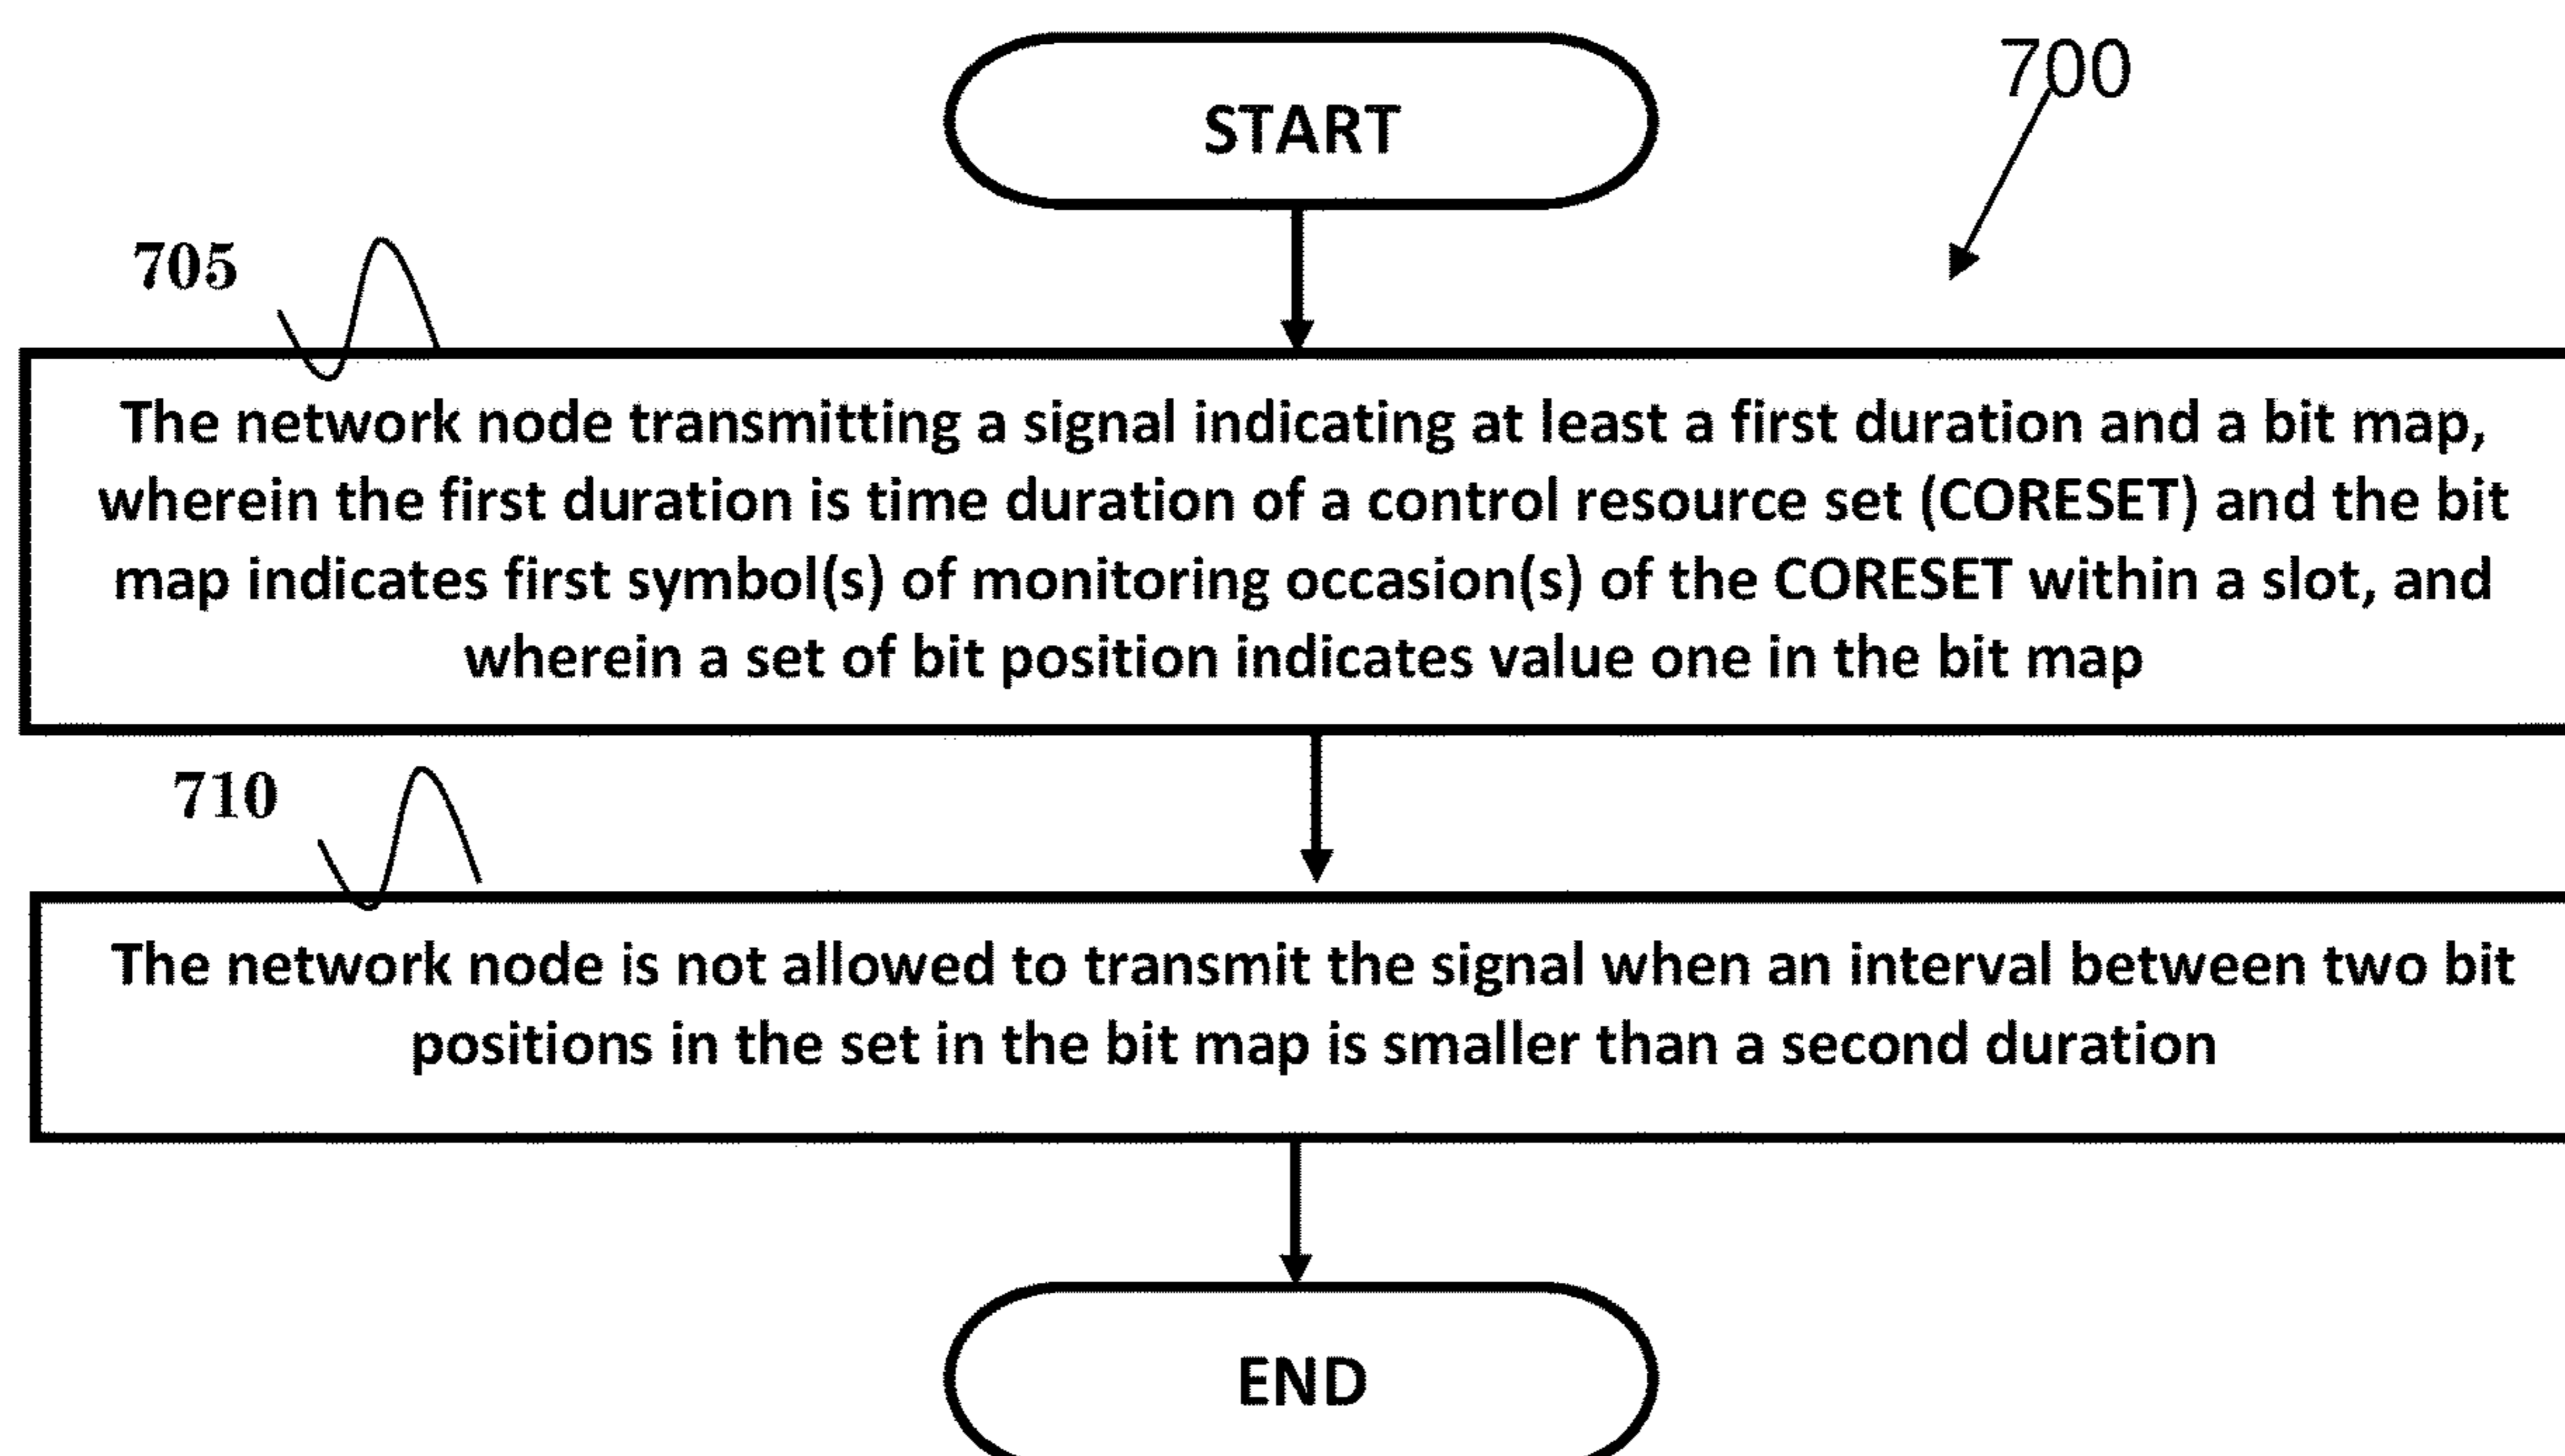 START
700
705
The network node transmitting a signal indicating at least a first duration and a bit map,
wherein the first duration is time duration of a control resource set (CORESET) and the bit
map indicates first symbol(s) of monitoring occasion(s) of the CORESET within a slot, and
wherein a set of bit position indicates value one in the bit map
710
The network node is not allowed to transmit the signal when an interval between two bit
positions in the set in the bit map is smaller than a second duration
END